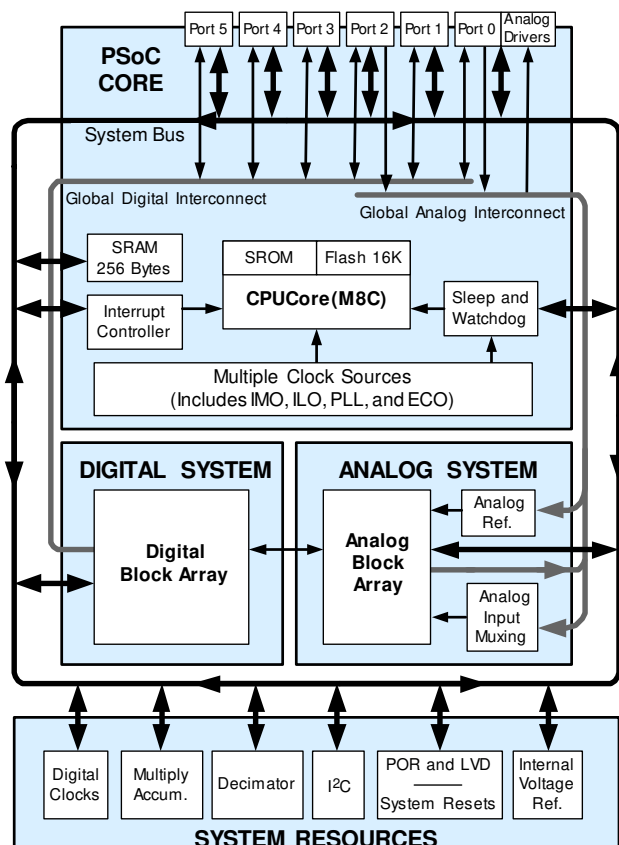 Port 5 Port 4 Port 3 Port 2 Port 1 Port 0 Analog
Drivers
PSoC
CORE
System Bus
Global Digital Interconnect
Global Analog Interconnect
SRAM
256 Bytes
SROM Flash 16K
CPUCore(M8C)
Interrupt
Controller
Sleep and
Watchdog
Multiple Clock Sources
(Includes IMO, ILO, PLL, and ECO)
DIGITAL SYSTEM
ANALOG SYSTEM
Digital
Block Array
Analog
Block
Array
Analog
Ref.
Analog
Input
Muxing
Digital
Clocks
Multiply
Accum.
Decimator
I²C
POR and LVD
System Resets
Internal
Voltage
Ref.
SYSTEM RESOURCES